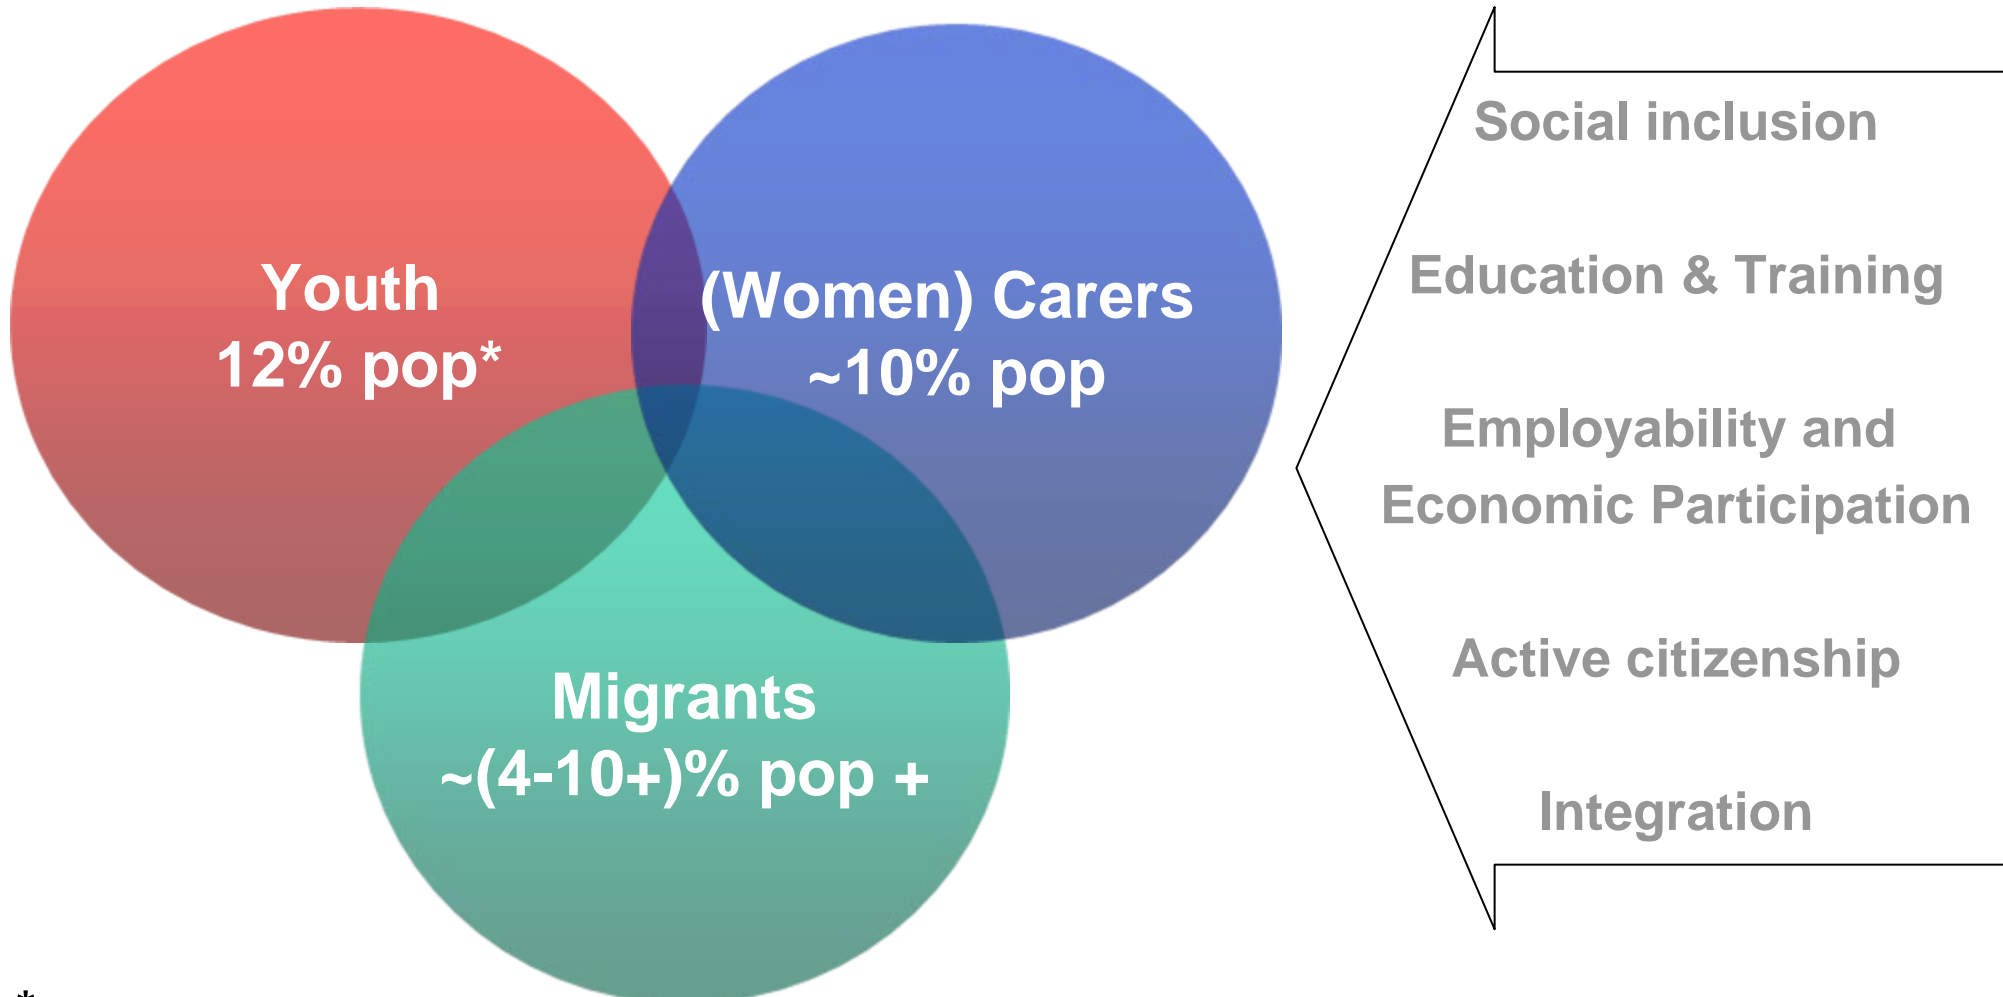 Youth
12% pop*
(Women) Carers
~10% pop
Migrants
~(4-10+)% pop +
Social inclusion
Education & Training
Employability and
Economic Participation
Active citizenship
Integration
*